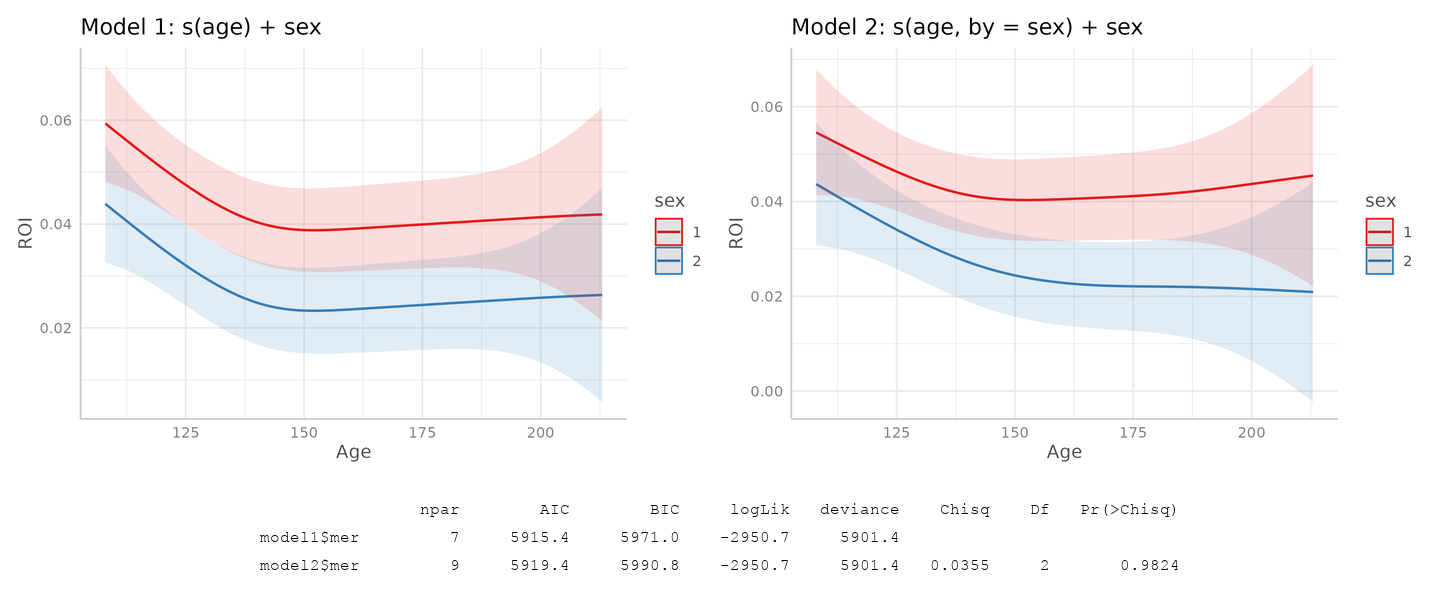 Model 1: s(age) + sex
0.06
0.04
0.02
ROI
125 150 175 200
Age
sex
1
2
Model 2: s(age, by = sex) + sex
0.06
0.04
0.02
0.00
ROI
125 150 175 200
Age
sex
1
2
npar AIC BIC logLik deviance Chisq Df Pr(>Chisq)
model1$mer 7 5915.4 5971.0 -2950.7 5901.4
model2$mer 9 5919.4 5990.8 -2950.7 5901.4 0.0355 2 0.9824